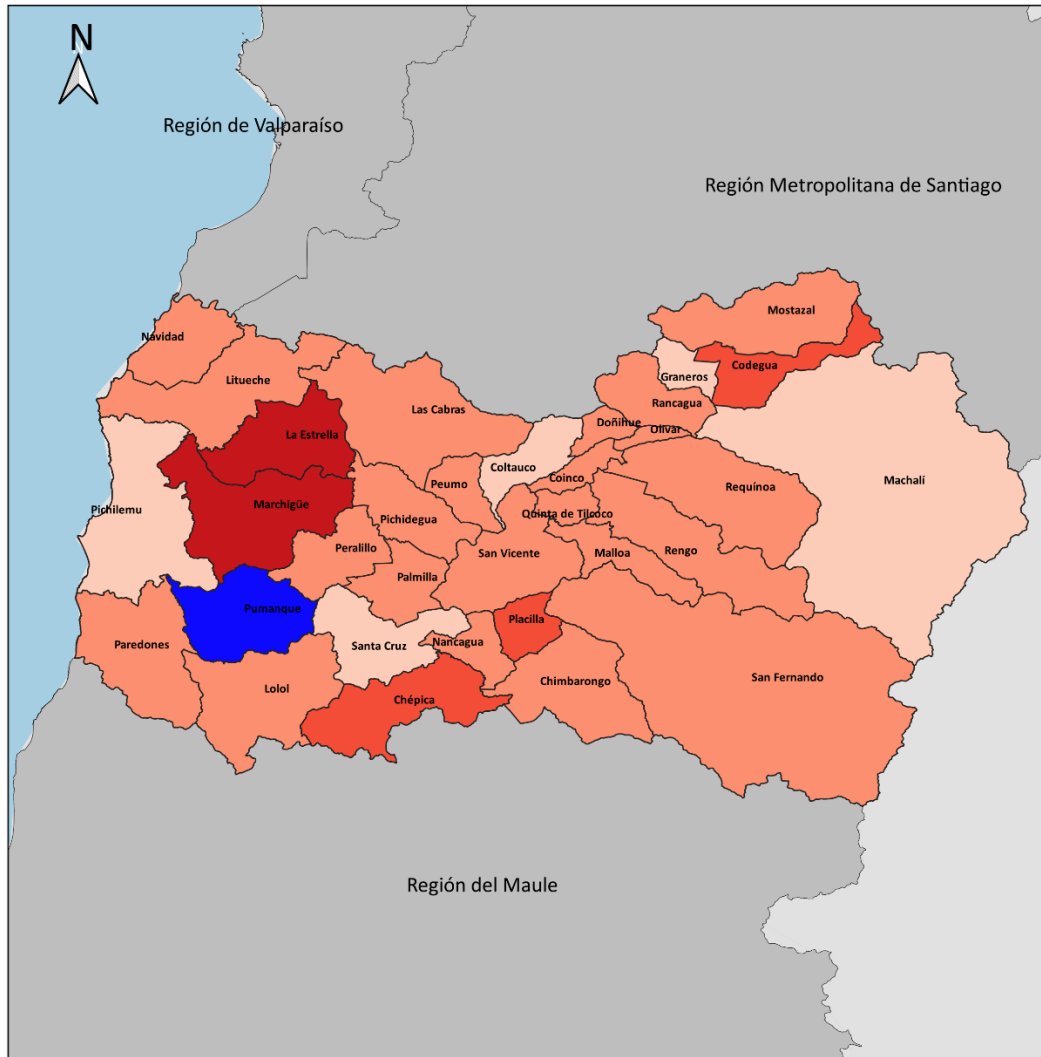 N
Región de Valparaíso
Región Metropolitana de Santiago
Mostazal
Navidad
Codegua
Graneros
Litueche
Rancagua
Las Cabras
Doñihue
Olivar
La Estrella
Coltauco
Coinco
Peumo
Requínoa
Machalí
Marchigüe
Pichilemu
Quinta de Tilcoco
Pichidegua
Peralillo
San Vicente
Malloa
Rengo
Palmilla
Pumanque
Placilla
Paredones
Santa Cruz
Nancagua
San Fernando
Chimbarongo
Lolol
Chépica
Región del Maule